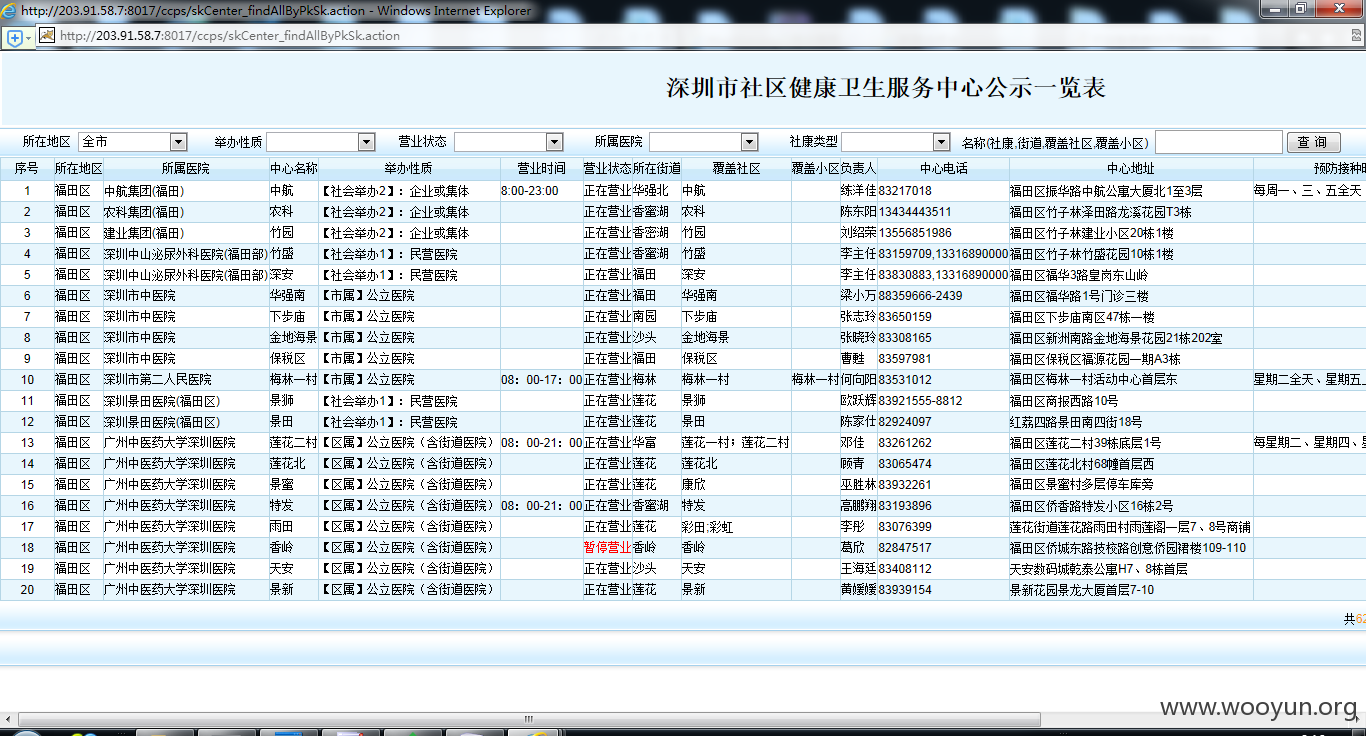 http://203.91.58.7:8017/ccps/skCenter_findAllByPkSk.action - Windows Internet Explorer
http://203.91.58.7:8017/ccps/skCenter_findAllByPkSk.action
深圳市社区健康卫生服务中心公示一览表
所在地区 全市 举办性质 营业状态 所属医院 社康类型 名称(社康,街道,覆盖社区,覆盖小区) 查 询
序号 所在地区 所属医院 中心名称 举办性质 营业时间 营业状态 所在街道 覆盖社区 覆盖小区 负责人 中心电话 中心地址 预防接种时
1 福田区 中航集团(福田) 中航 【社会举办2】: 企业或集体 8:00-23:00 正在营业 华强北 中航 练洋佳 83217018 福田区振华路中航公寓大厦北1至3层 每周一、三、五全天
2 福田区 农科集团(福田) 农科 【社会举办2】: 企业或集体 正在营业 香蜜湖 农科 陈东阳 13434443511 福田区竹子林泽田路龙溪花园T3栋
3 福田区 建业集团(福田) 竹园 【社会举办2】: 企业或集体 正在营业 香密湖 竹园 刘绍荣 13556851986 福田区竹子林建业小区20栋1楼
4 福田区 深圳中山泌尿外科医院(福田部) 竹盛 【社会举办1】: 民营医院 正在营业 香密湖 竹盛 李主任 83159709,13316890000 福田区竹子林竹盛花园10栋1楼
5 福田区 深圳中山泌尿外科医院(福田部) 深安 【社会举办1】: 民营医院 正在营业 福田 深安 李主任 83830883,13316890000 福田区福华3路皇岗东山岭
6 福田区 深圳市中医院 华强南 【市属】公立医院 正在营业 福田 华强南 梁小万 88359666-2439 福田区福华路1号门诊三楼
7 福田区 深圳市中医院 下步庙 【市属】公立医院 正在营业 南园 下步庙 张志玲 83650159 福田区下步庙南区47栋一楼
8 福田区 深圳市中医院 金地海景 【市属】公立医院 正在营业 沙头 金地海景 张晓玲 83308165 福田区新洲南路金地海景花园21栋202室
9 福田区 深圳市中医院 保税区 【市属】公立医院 正在营业 福田 保税区 曹甦 83597981 福田区保税区福源花园一期A3栋
10 福田区 深圳市第二人民医院 梅林一村 【市属】公立医院 08: 00-17: 00 正在营业 梅林 梅林一村 梅林一村 何向阳 83531012 福田区梅林一村活动中心首层东 星期二全天、星期五
11 福田区 深圳景田医院(福田区) 景狮 【社会举办1】: 民营医院 正在营业 莲花 景狮 欧跃辉 83921555-8812 福田区商报西路10号
12 福田区 深圳景田医院(福田区) 景田 【社会举办1】: 民营医院 正在营业 莲花 景田 陈家仕 82924097 红荔四路景田南四街18号
13 福田区 广州中医药大学深圳医院 莲花二村 【区属】公立医院（含街道医院） 08: 00-21: 00 正在营业 华富 莲花一村；莲花二村 邓佳 83261262 福田区莲花二村39栋底层1号 每星期二、星期四、
14 福田区 广州中医药大学深圳医院 莲花北 【区属】公立医院（含街道医院） 正在营业 莲花 莲花北 顾青 83065474 福田区莲花北村68幢首层西
15 福田区 广州中医药大学深圳医院 景蜜 【区属】公立医院（含街道医院） 正在营业 莲花 康欣 巫胜林 83932261 福田区景蜜村多层停车库旁
16 福田区 广州中医药大学深圳医院 特发 【区属】公立医院（含街道医院） 08: 00-21: 00 正在营业 香蜜湖 特发 高鹏翔 83193896 福田区侨香路特发小区16栋2号
17 福田区 广州中医药大学深圳医院 雨田 【区属】公立医院（含街道医院） 正在营业 莲花 彩田;彩虹 李彤 83076399 莲花街道莲花路雨田村雨莲阁一层7、8号商铺
18 福田区 广州中医药大学深圳医院 香岭 【区属】公立医院（含街道医院） 暂停营业 香岭 香岭 葛欣 82847517 福田区侨城东路技校路创意侨园裙楼109-110
19 福田区 广州中医药大学深圳医院 天安 【区属】公立医院（含街道医院） 正在营业 沙头 天安 王海廷 83408112 天安数码城乾泰公寓H7、8栋首层
20 福田区 广州中医药大学深圳医院 景新 【区属】公立医院（含街道医院） 正在营业 莲花 景新 黄媛媛 83939154 景新花园景龙大厦首层7-10
共62
www.wooyun.org